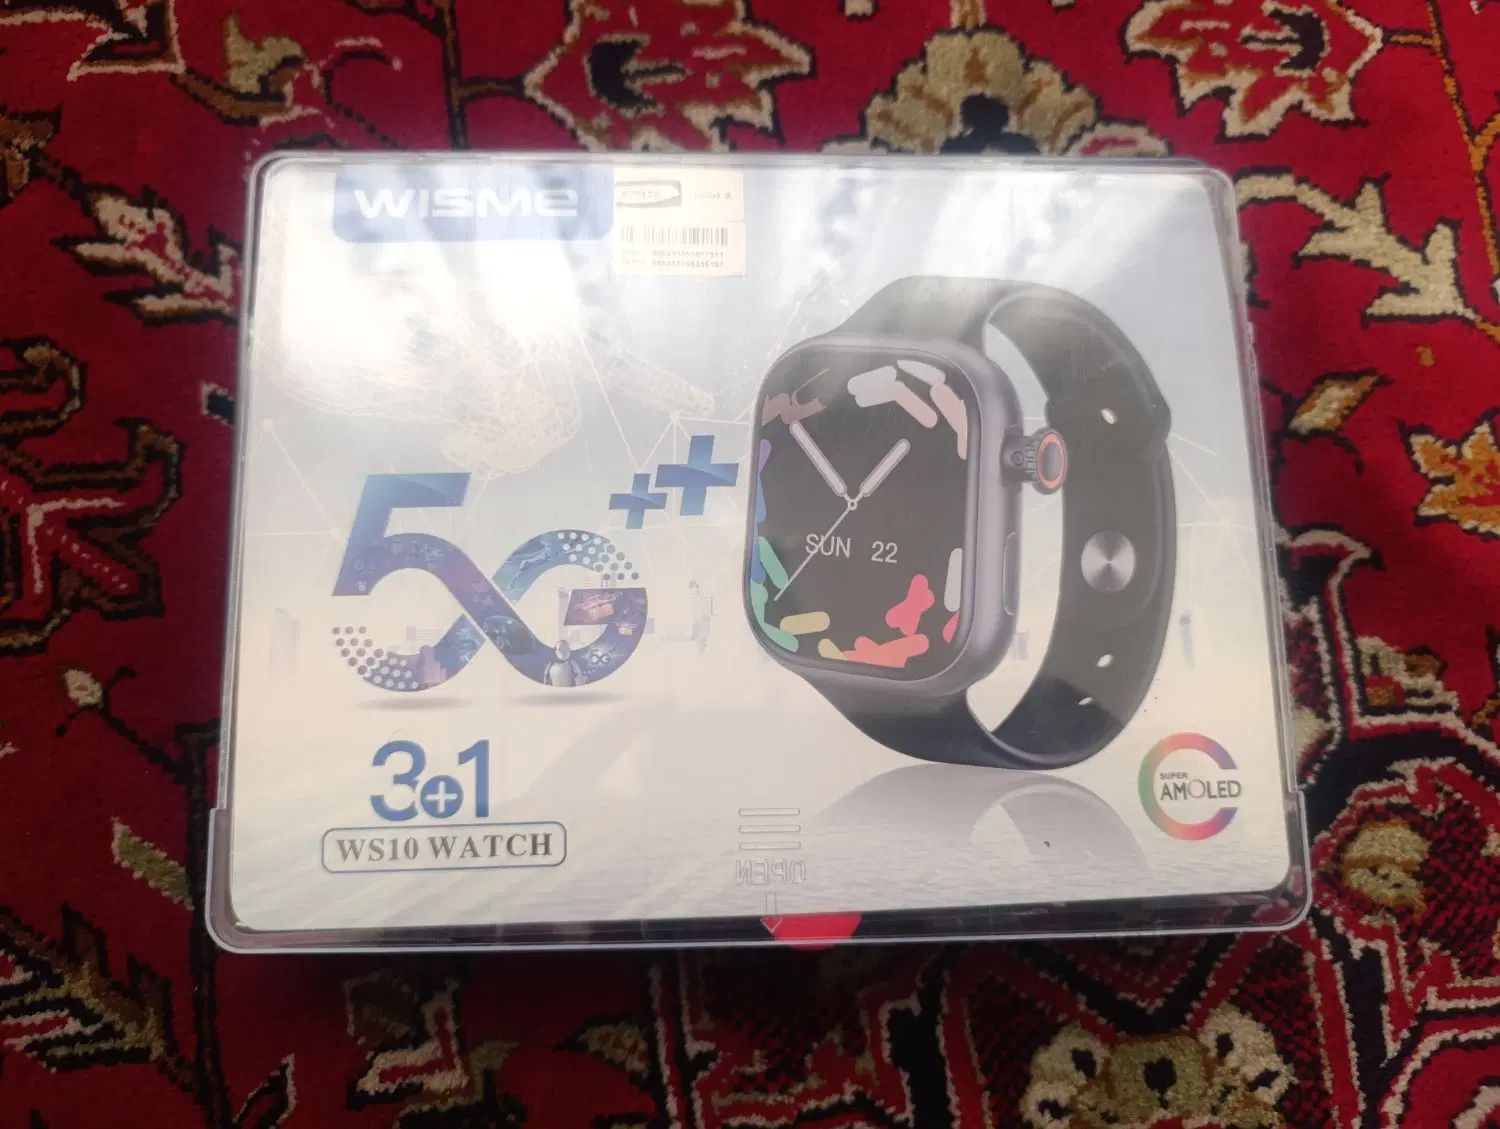 WISME
5G++
SUN 22
3+1
WS10 WATCH
SUPER
AMOLED
OPEN